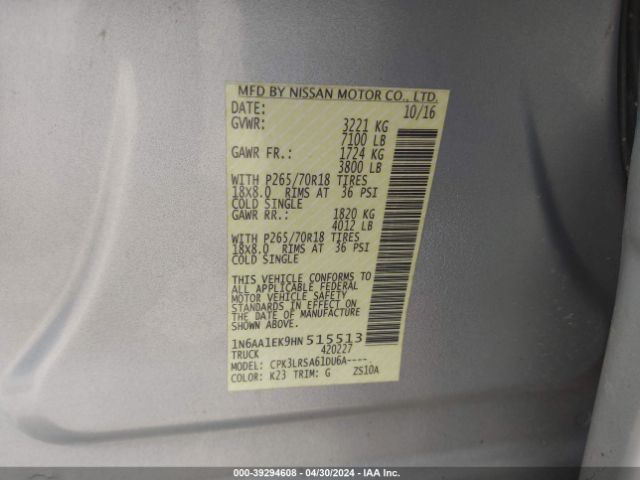 MFD BY NISSAN MOTOR CO., LTD.
DATE: 10/16
GVWR: 3221 KG
7100 LB
GAWR FR.: 1724 KG
3800 LB
WITH P265/70R18 TIRES
18X8.0 RIMS AT 36 PSI
COLD SINGLE
GAWR RR.: 1820 KG
4012 LB
WITH P265/70R18 TIRES
18X8.0 RIMS AT 36 PSI
COLD SINGLE
THIS VEHICLE CONFORMS TO
ALL APPLICABLE FEDERAL
MOTOR VEHICLE SAFETY
STANDARDS IN EFFECT ON
THE DATE OF MANUFACTURE
1N6AA1EK9HN 515513
TRUCK 420227
MODEL: CPK3LRSA61DU6A----.
COLOR: K23 TRIM: G ZS10A
000-39294608 - 04/30/2024 - IAA Inc.